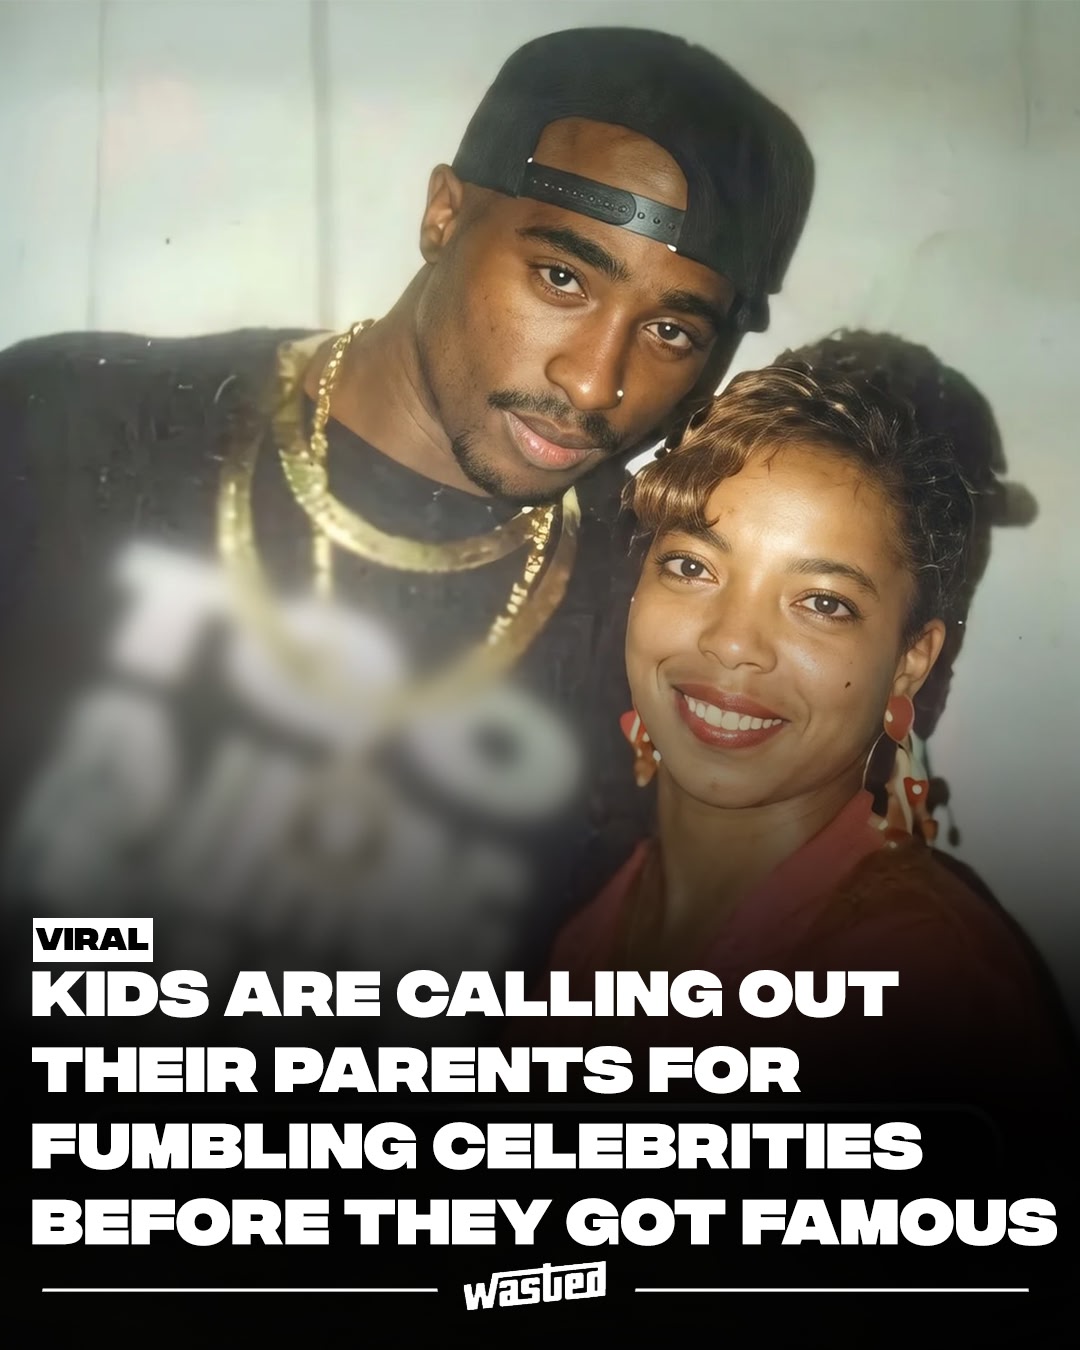 VIRAL
KIDS ARE CALLING OUT
THEIR PARENTS FOR
FUMBLING CELEBRITIES
BEFORE THEY GOT FAMOUS
wasted